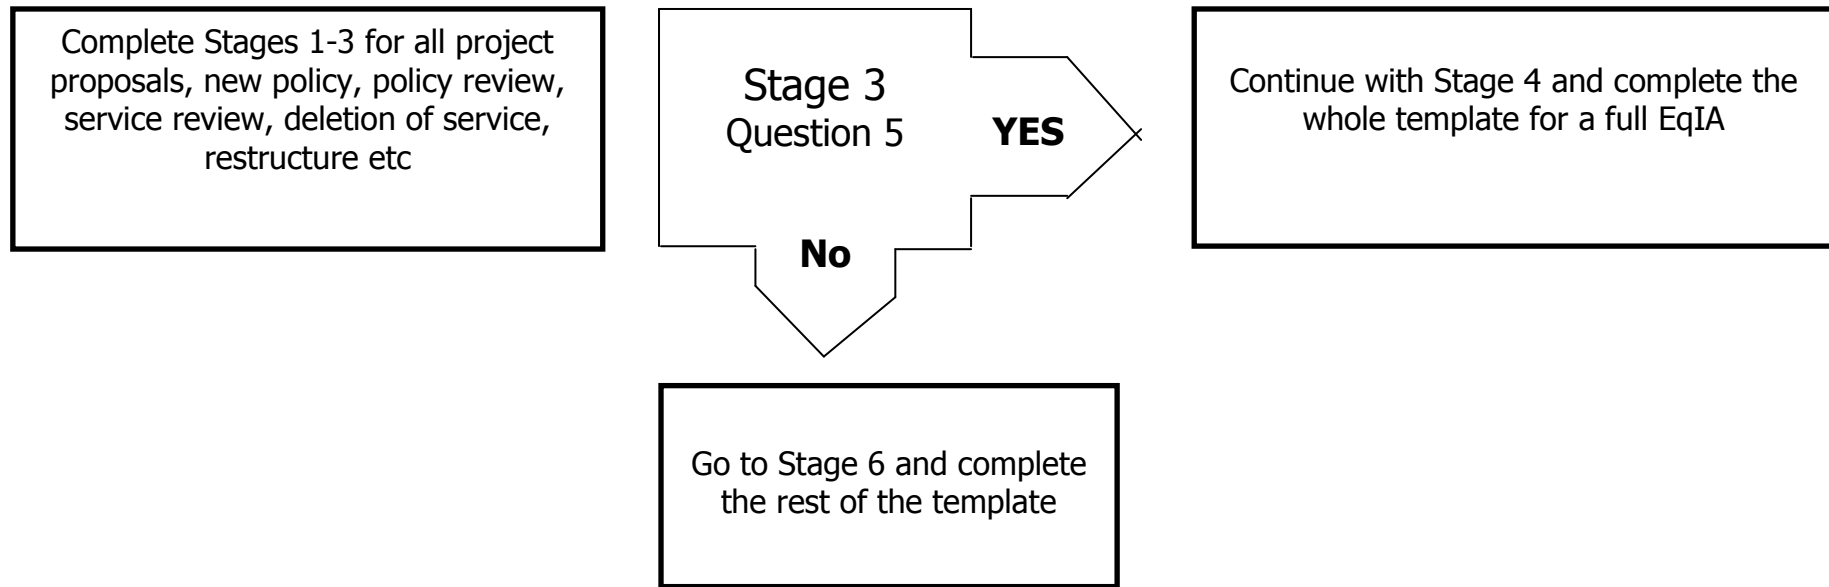 Complete Stages 1-3 for all project
proposals, new policy, policy review,
service review, deletion of service,
restructure etc
Stage 3
Question 5
YES
No
Continue with Stage 4 and complete the
whole template for a full EqIA
Go to Stage 6 and complete
the rest of the template